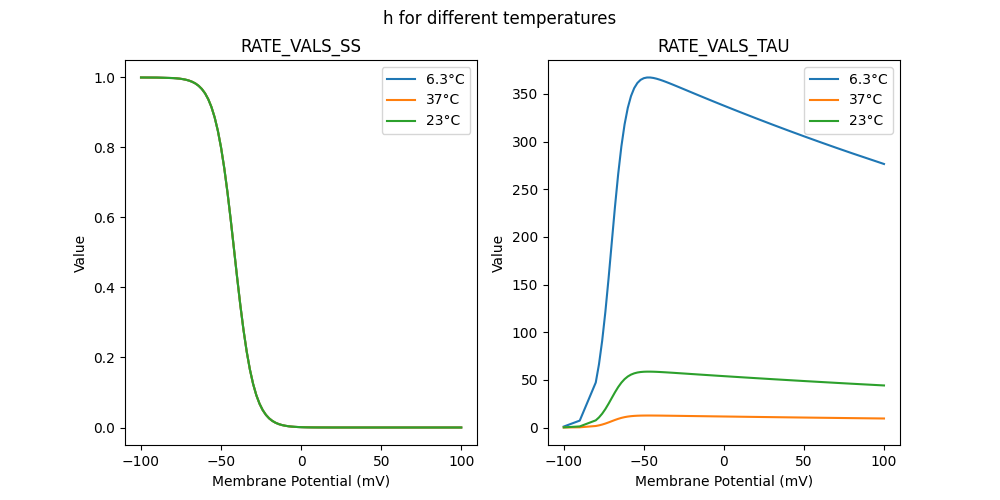 h for different temperatures
RATE_VALS_SS
1.0
0.8
0.6
0.4
0.2
0.0
Value
−100
−50
0
50
100
Membrane Potential (mV)
6.3°C
37°C
23°C
RATE_VALS_TAU
350
300
250
200
150
100
50
0
Value
−100
−50
0
50
100
Membrane Potential (mV)
6.3°C
37°C
23°C